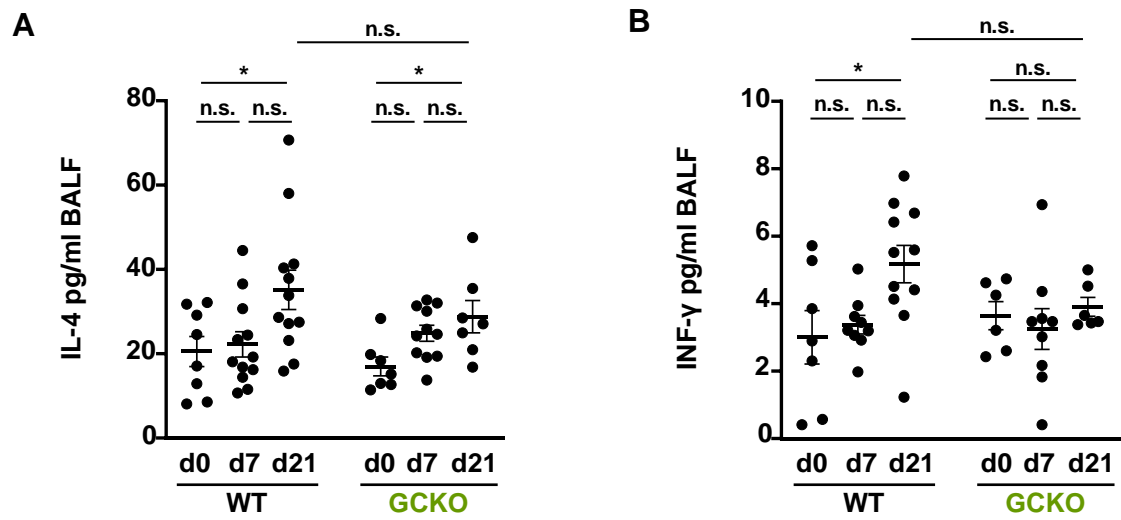 A
n.s.
* *
n.s. n.s. n.s. n.s.
80
60
40
20
0
IL-4 pg/ml BALF
d0 d7 d21 d0 d7 d21
WT GCKO
B
n.s.
* n.s.
n.s. n.s. n.s. n.s.
10
8
6
4
2
0
INF-γ pg/ml BALF
d0 d7 d21 d0 d7 d21
WT GCKO